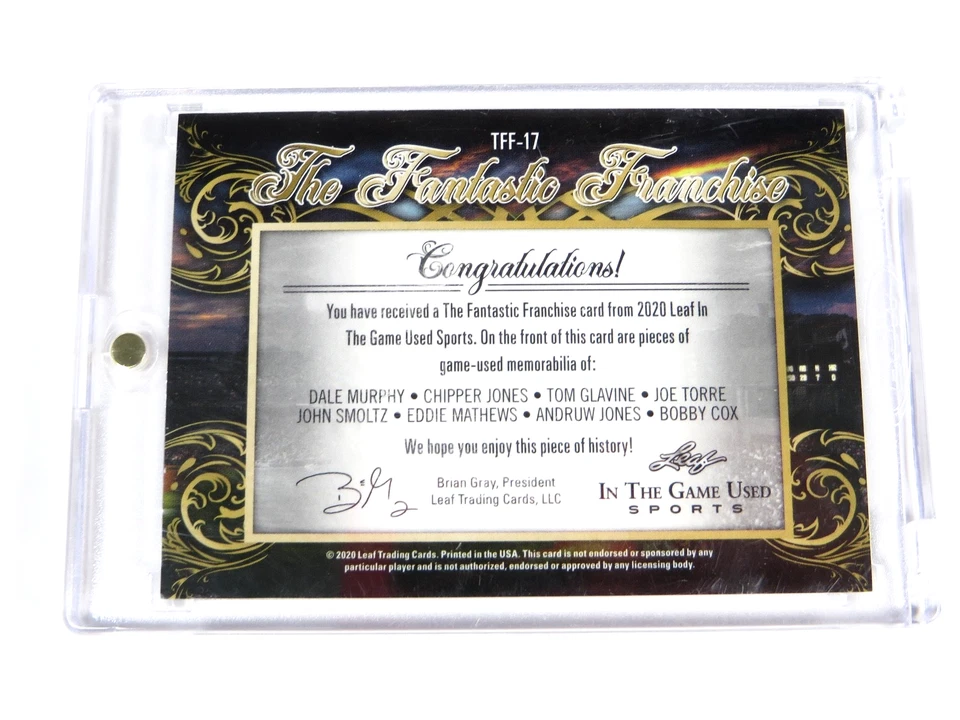 TFF-17
The Fantastic Franchise
Congratulations!
You have received a The Fantastic Franchise card from 2020 Leaf In
The Game Used Sports. On the front of this card are pieces of
game-used memorabilia of:
DALE MURPHY • CHIPPER JONES • TOM GLAVINE • JOE TORRE
JOHN SMOLTZ • EDDIE MATHEWS • ANDRUW JONES • BOBBY COX
We hope you enjoy this piece of history!
Brian Gray, President
Leaf Trading Cards, LLC
Leaf
IN THE GAME USED
SPORTS
© 2020 Leaf Trading Cards. Printed in the USA. This card is not endorsed or sponsored by any
particular player and is not authorized, endorsed or approved by any licensing body.